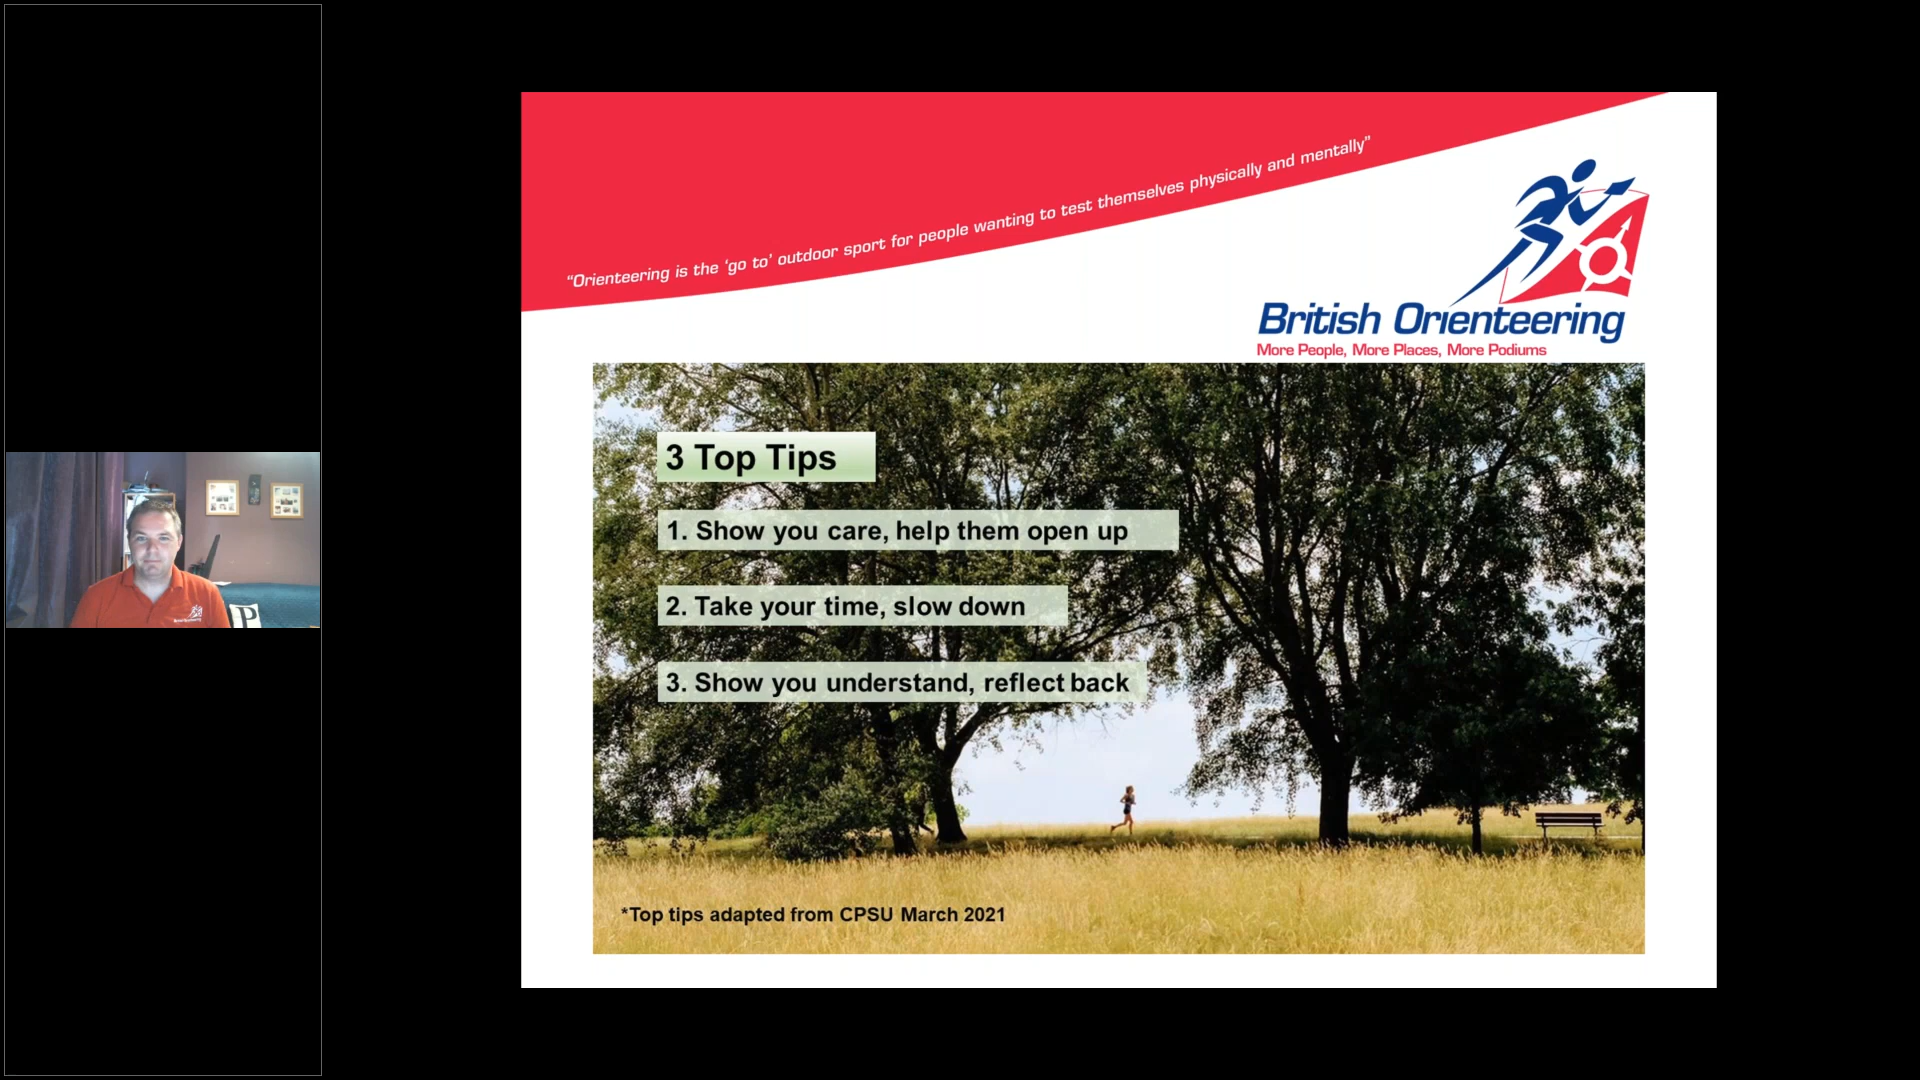 “Orienteering is the ‘go to’ outdoor sport for people wanting to test themselves physically and mentally”
British Orienteering
More People, More Places, More Podiums
3 Top Tips
1. Show you care, help them open up
2. Take your time, slow down
3. Show you understand, reflect back
*Top tips adapted from CPSU March 2021
P